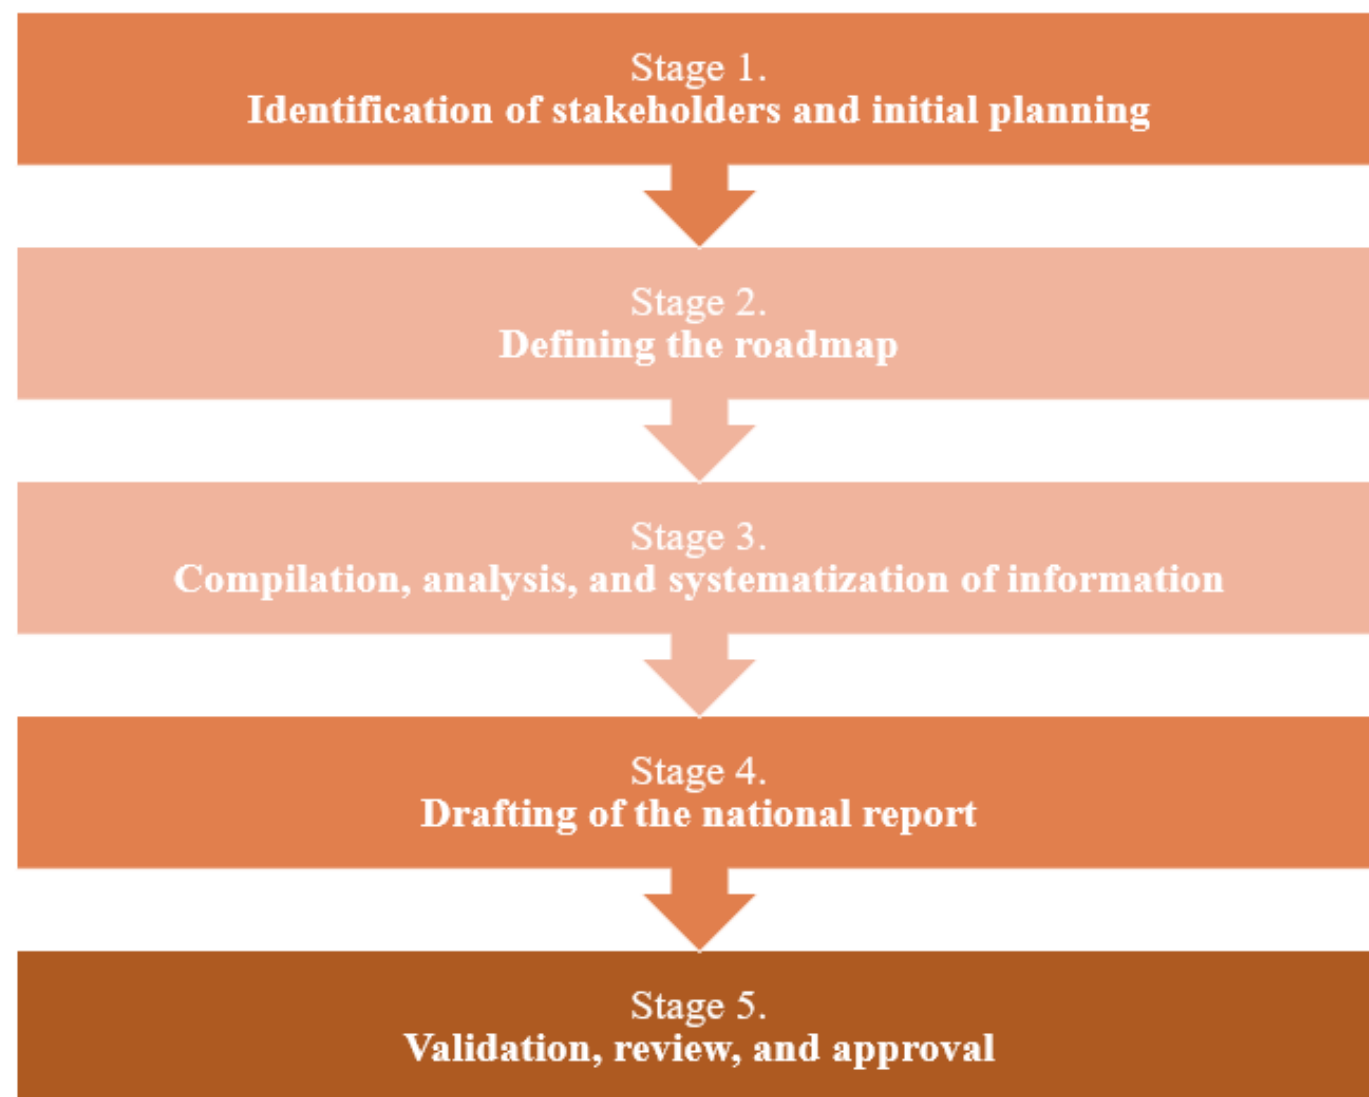 Stage 1.
Identification of stakeholders and initial planning
Stage 2.
Defining the roadmap
Stage 3.
Compilation, analysis, and systematization of information
Stage 4.
Drafting of the national report
Stage 5.
Validation, review, and approval